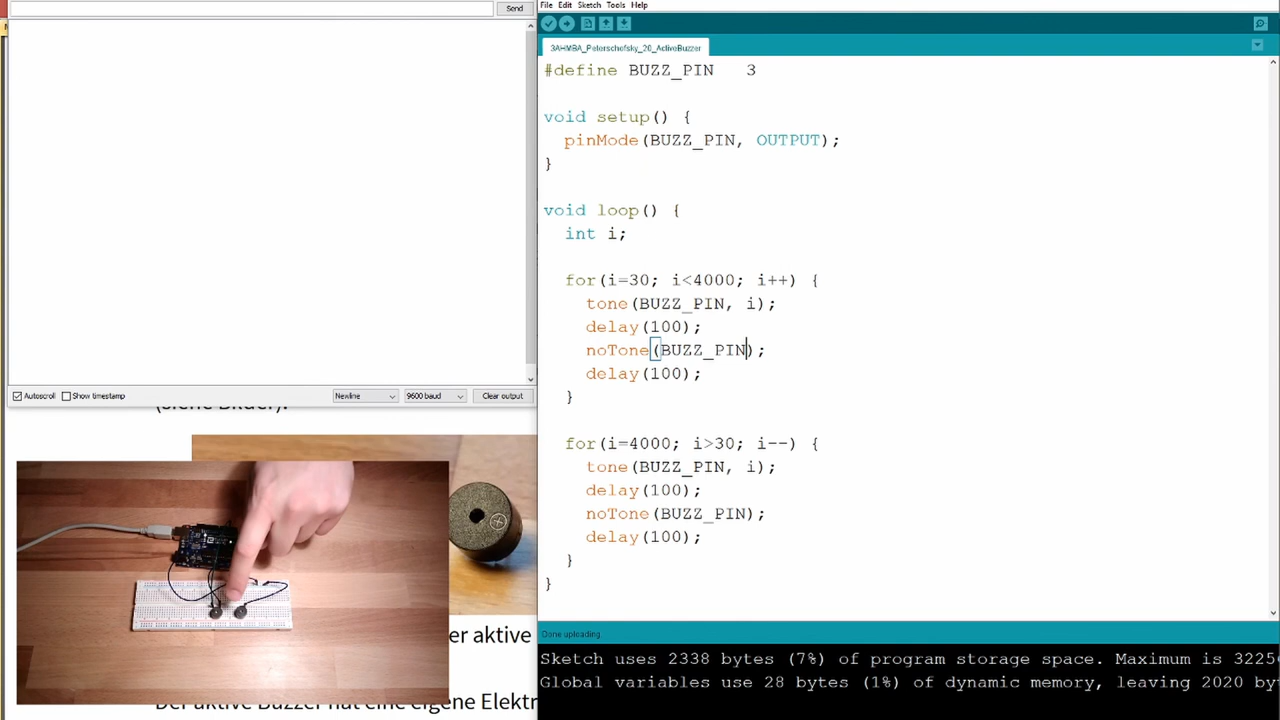 Send
Autoscroll
Show timestamp
Newline
9600 baud
Clear output
(siehe Bilder).
er aktive
Der aktive Buzzer hat eine eigene Elektr
File Edit Sketch Tools Help
3AHMBA_Peterschofsky_20_ActiveBuzzer
#define BUZZ_PIN 3
void setup() {
pinMode(BUZZ_PIN, OUTPUT);
}
void loop() {
int i;
for(i=30; i<4000; i++) {
tone(BUZZ_PIN, i);
delay(100);
noTone(BUZZ_PIN);
delay(100);
}
for(i=4000; i>30; i--) {
tone(BUZZ_PIN, i);
delay(100);
noTone(BUZZ_PIN);
delay(100);
}
}
Done uploading.
Sketch uses 2338 bytes (7%) of program storage space. Maximum is 3225
Global variables use 28 bytes (1%) of dynamic memory, leaving 2020 by